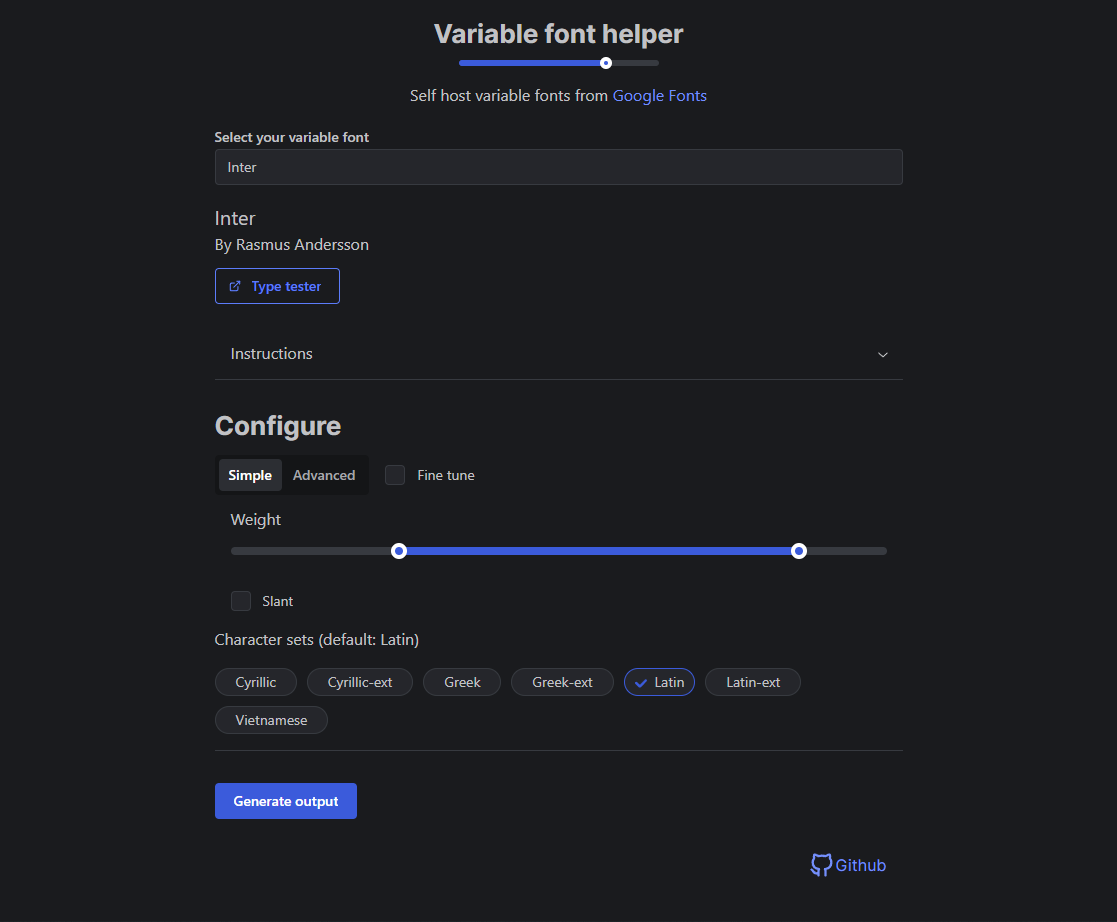 Variable font helper
Self host variable fonts from Google Fonts
Select your variable font
Inter
Inter
By Rasmus Andersson
Type tester
Instructions
Configure
Simple Advanced Fine tune
Weight
Slant
Character sets (default: Latin)
Cyrillic Cyrillic-ext Greek Greek-ext Latin Latin-ext
Vietnamese
Generate output
Github